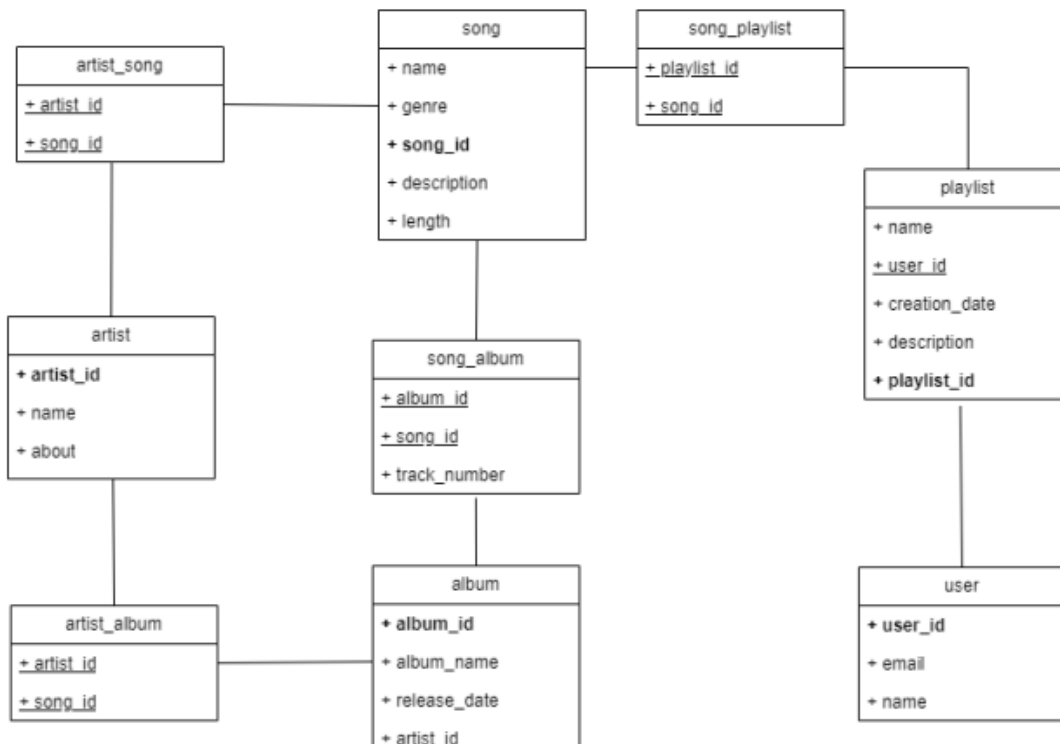 artist_song
+ artist_id
+ song_id
song
+ name
+ genre
+ song_id
+ description
+ length
song_playlist
+ playlist_id
+ song_id
playlist
+ name
+ user_id
+ creation_date
+ description
+ playlist_id
artist
+ artist_id
+ name
+ about
song_album
+ album_id
+ song_id
+ track_number
artist_album
+ artist_id
+ song_id
album
+ album_id
+ album_name
+ release_date
+ artist_id
user
+ user_id
+ email
+ name